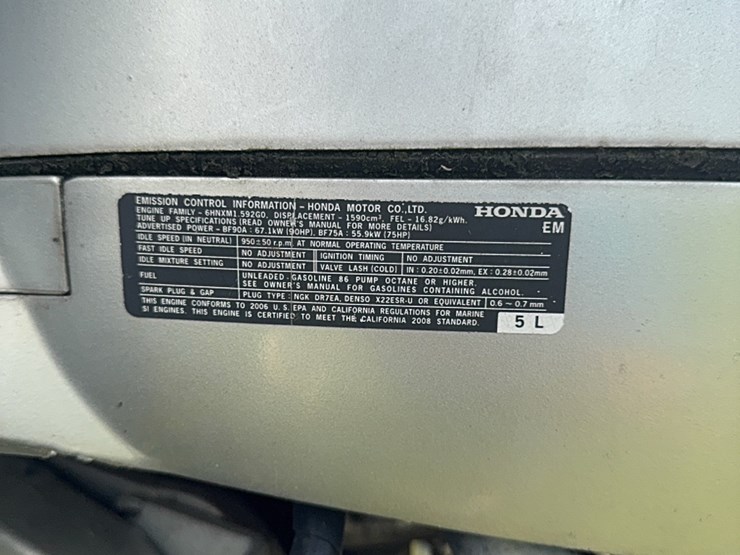 EMISSION CONTROL INFORMATION - HONDA MOTOR CO.,LTD.
HONDA
ENGINE FAMILY - 6HNXM1.592G0, DISPLACEMENT - 1590cm³, FEL - 16.82g/kWh.
EM
TUNE UP SPECIFICATIONS (READ OWNER'S MANUAL FOR MORE DETAILS)
ADVERTISED POWER - BF90A : 67.1kW (90HP), BF75A : 55.9kW (75HP)
IDLE SPEED (IN NEUTRAL) 950±50 r.p.m. AT NORMAL OPERATING TEMPERATURE
FAST IDLE SPEED NO ADJUSTMENT IGNITION TIMING NO ADJUSTMENT
IDLE MIXTURE SETTING NO ADJUSTMENT VALVE LASH (COLD) IN : 0.20±0.02mm, EX : 0.28±0.02mm
FUEL UNLEADED GASOLINE 86 PUMP OCTANE OR HIGHER.
SEE OWNER'S MANUAL FOR GASOLINES CONTAINING ALCOHOL.
SPARK PLUG & GAP PLUG TYPE : NGK DR7EA, DENSO X22ESR-U OR EQUIVALENT 0.6 ~ 0.7 mm
THIS ENGINE CONFORMS TO 2006 U.S. EPA AND CALIFORNIA REGULATIONS FOR MARINE
SI ENGINES. THIS ENGINE IS CERTIFIED TO MEET THE CALIFORNIA 2008 STANDARD.
5 L